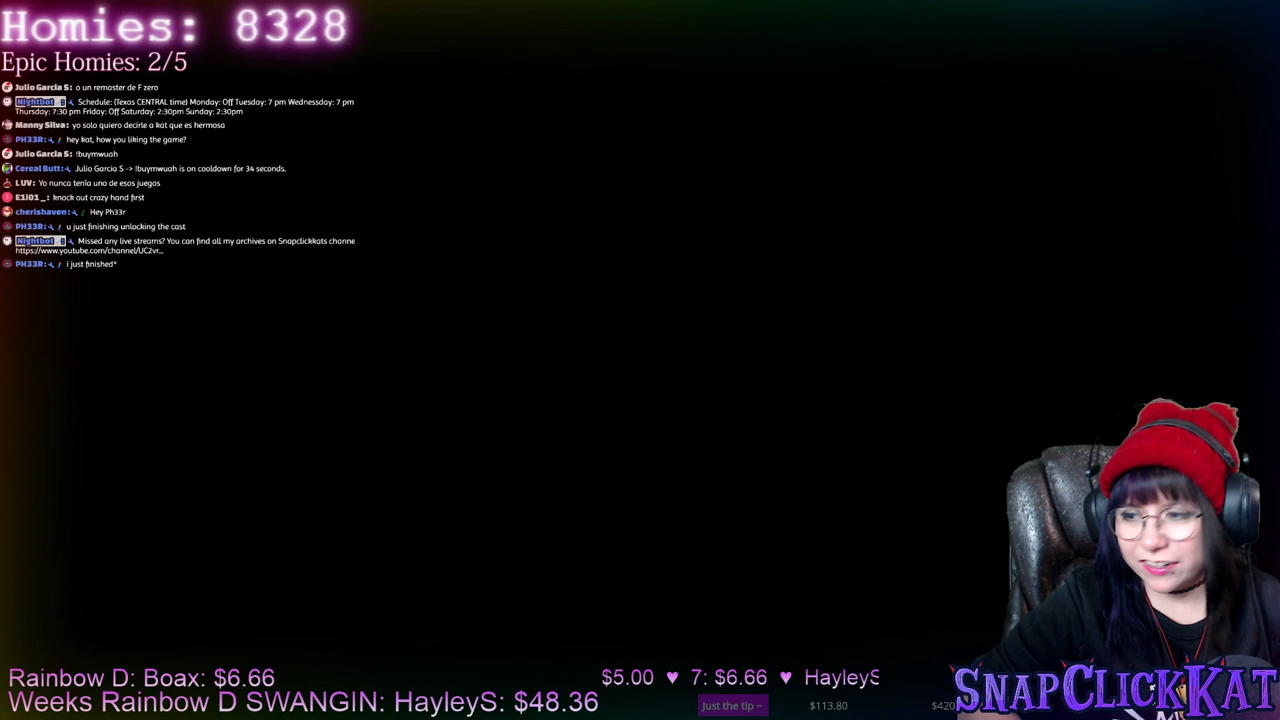 Homies: 8328
Epic Homies: 2/5
Julio Garcia S: o un remaster de F zero
Nightbot: Schedule: (Texas CENTRAL time) Monday: Off Tuesday: 7 pm Wednessday: 7 pm
Thursday: 7:30 pm Friday: Off Saturday: 2:30pm Sunday: 2:30pm
Manny Silva: yo solo quiero decirle a kat que es hermosa
PH33R: hey kat, how you liking the game?
Julio Garcia S: !buymwuah
Cereal Butt: Julio Garcia S -> !buymwuah is on cooldown for 34 seconds.
L UV: Yo nunca tenía uno de esos juegos
E1i01_: knock out crazy hand first
cherishaven: Hey Ph33r
PH33R: u just finishing unlocking the cast
Nightbot: Missed any live streams? You can find all my archives on Snapclickkats channe
https://www.youtube.com/channel/UC2vr...
PH33R: i just finished*
Rainbow D: Boax: $6.66
$5.00 ♥ 7: $6.66 ♥ HayleyS
Weeks Rainbow D SWANGIN: HayleyS: $48.36
Just the tip ~ $113.80 $420
SNAPCLICKKAT